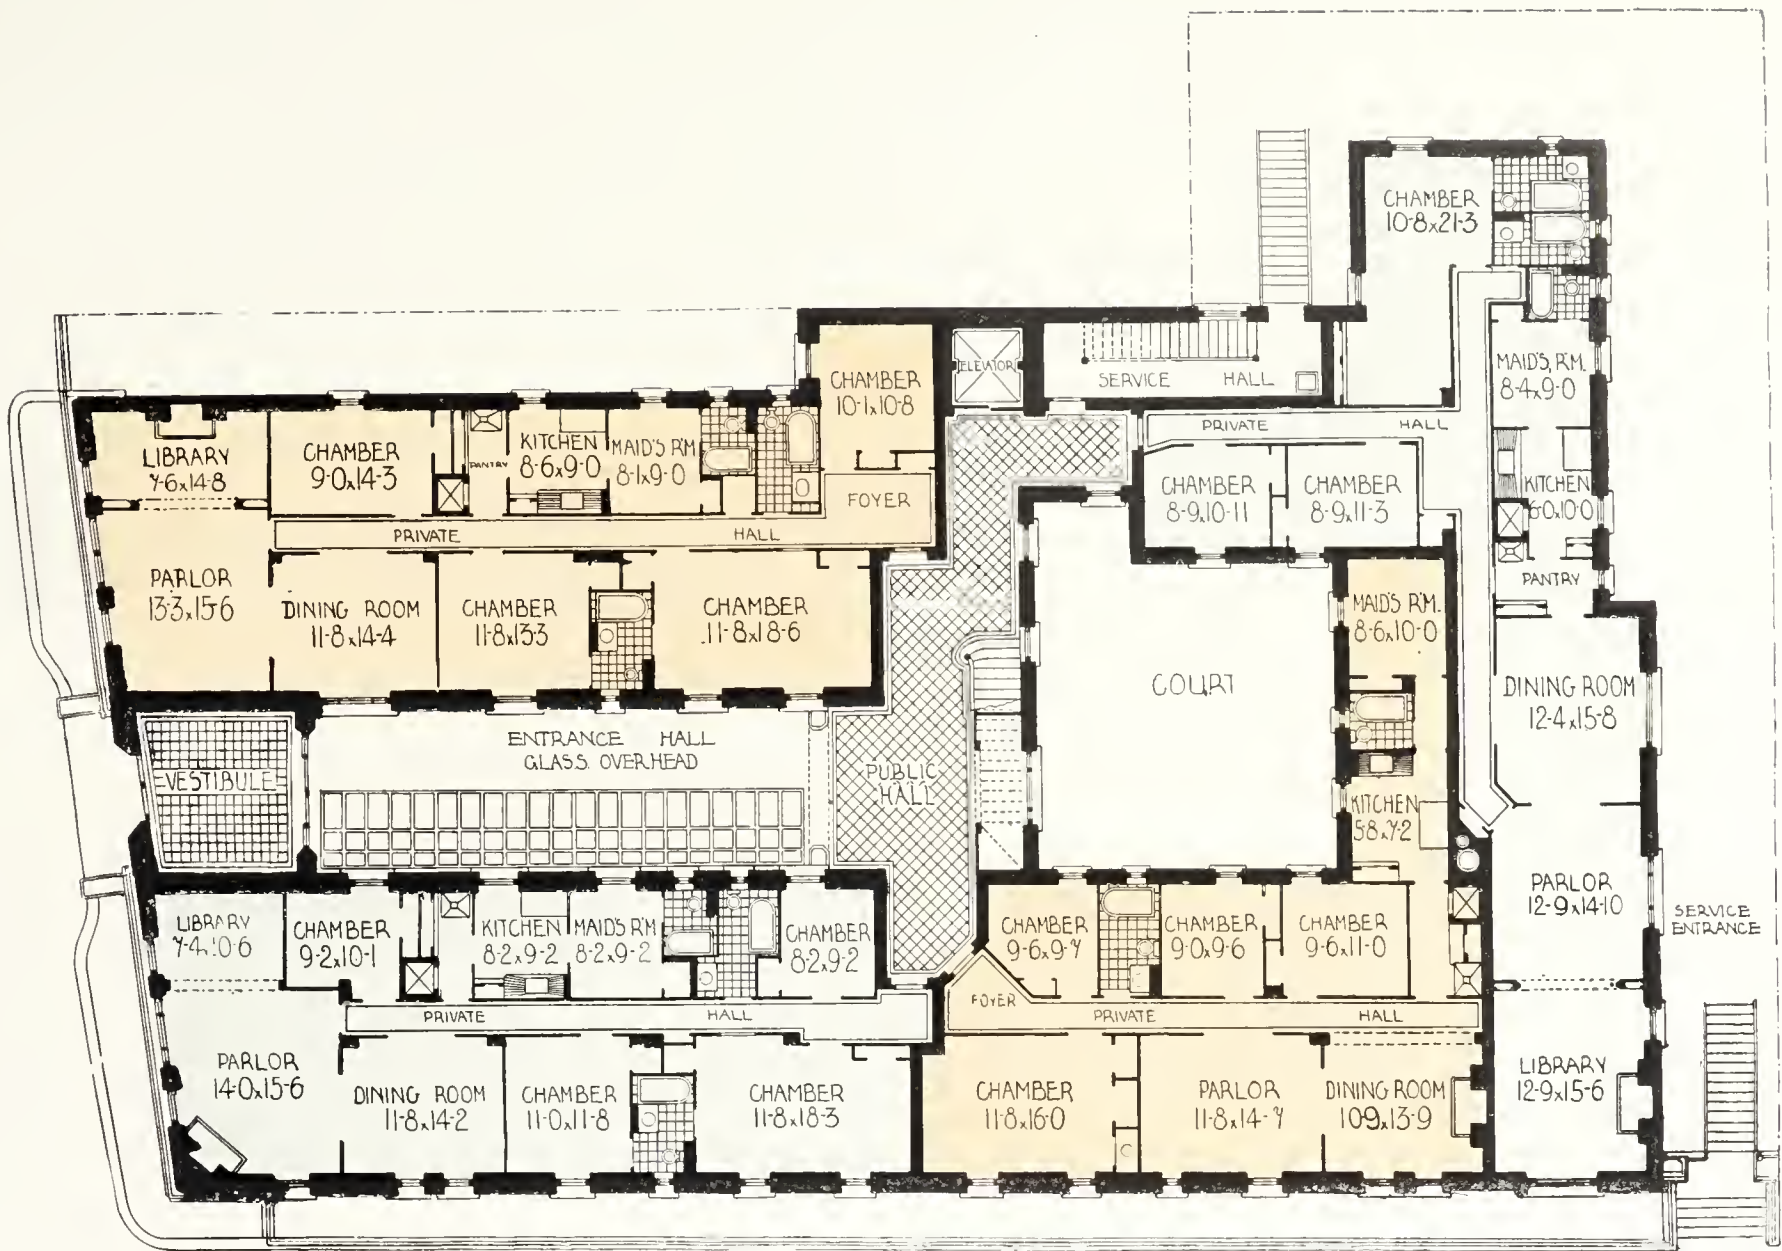 CHAMBER
10-8x21-3
MAID'S, R'M.
8-4x9-0
KITCHEN
6-0x10-0
PANTRY
DINING ROOM
12-4x15-8
PARLOR
12-9x14-10
LIBRARY
12-9x15-6
SERVICE
ENTRANCE
ELEVATOR
SERVICE HALL
PRIVATE HALL
CHAMBER
8-9x10-11
CHAMBER
8-9x11-3
CHAMBER
10-1x10-8
FOYER
LIBRARY
7-6x14-8
CHAMBER
9-0x14-3
PANTRY
KITCHEN
8-6x9-0
MAID'S R'M
8-1x9-0
PRIVATE HALL
PARLOR
13-3x15-6
DINING ROOM
11-8x14-4
CHAMBER
11-8x13-3
CHAMBER
11-8x18-6
VESTIBULE
ENTRANCE HALL
GLASS OVERHEAD
PUBLIC
HALL
COURT
MAID'S R'M.
8-6x10-0
KITCHEN
5-8x7-2
LIBRARY
7-4x10-6
CHAMBER
9-2x10-1
KITCHEN
8-2x9-2
MAID'S R'M
8-2x9-2
CHAMBER
8-2x9-2
PRIVATE HALL
PARLOR
14-0x15-6
DINING ROOM
11-8x14-2
CHAMBER
11-0x11-8
CHAMBER
11-8x18-3
CHAMBER
9-6x9-7
CHAMBER
9-0x9-6
CHAMBER
9-6x11-0
FOYER
PRIVATE HALL
CHAMBER
11-8x16-0
PARLOR
11-8x14-7
DINING ROOM
10-9x13-9